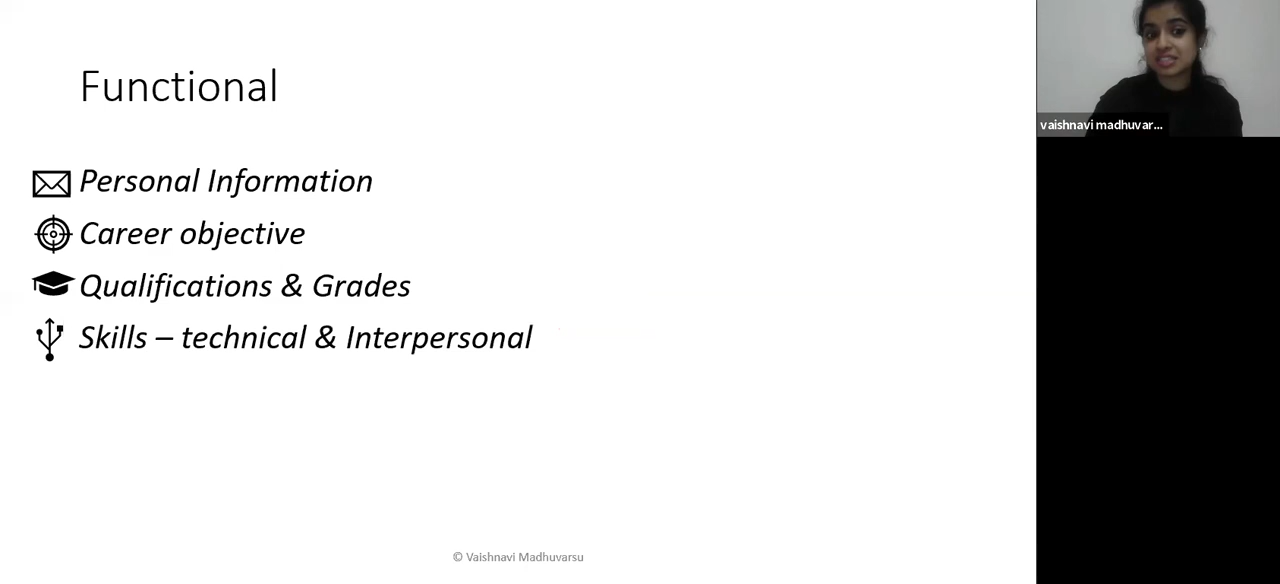 Functional
Personal Information
Career objective
Qualifications & Grades
Skills – technical & Interpersonal
© Vaishnavi Madhuvarsu
vaishnavi madhuvar...